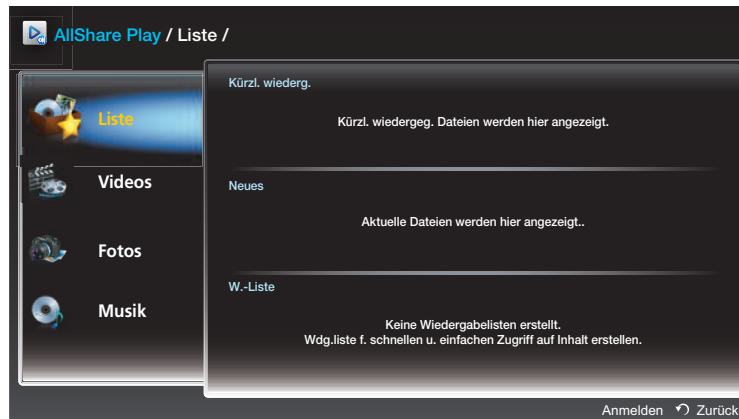 AllShare Play / Liste /
Liste
Videos
Fotos
Musik
Kürzl. wiederg.
Kürzl. wiedergeg. Dateien werden hier angezeigt.
Neues
Aktuelle Dateien werden hier angezeigt..
W.-Liste
Keine Wiedergabelisten erstellt.
Wdg.liste f. schnellen u. einfachen Zugriff auf Inhalt erstellen.
Anmelden Zurück